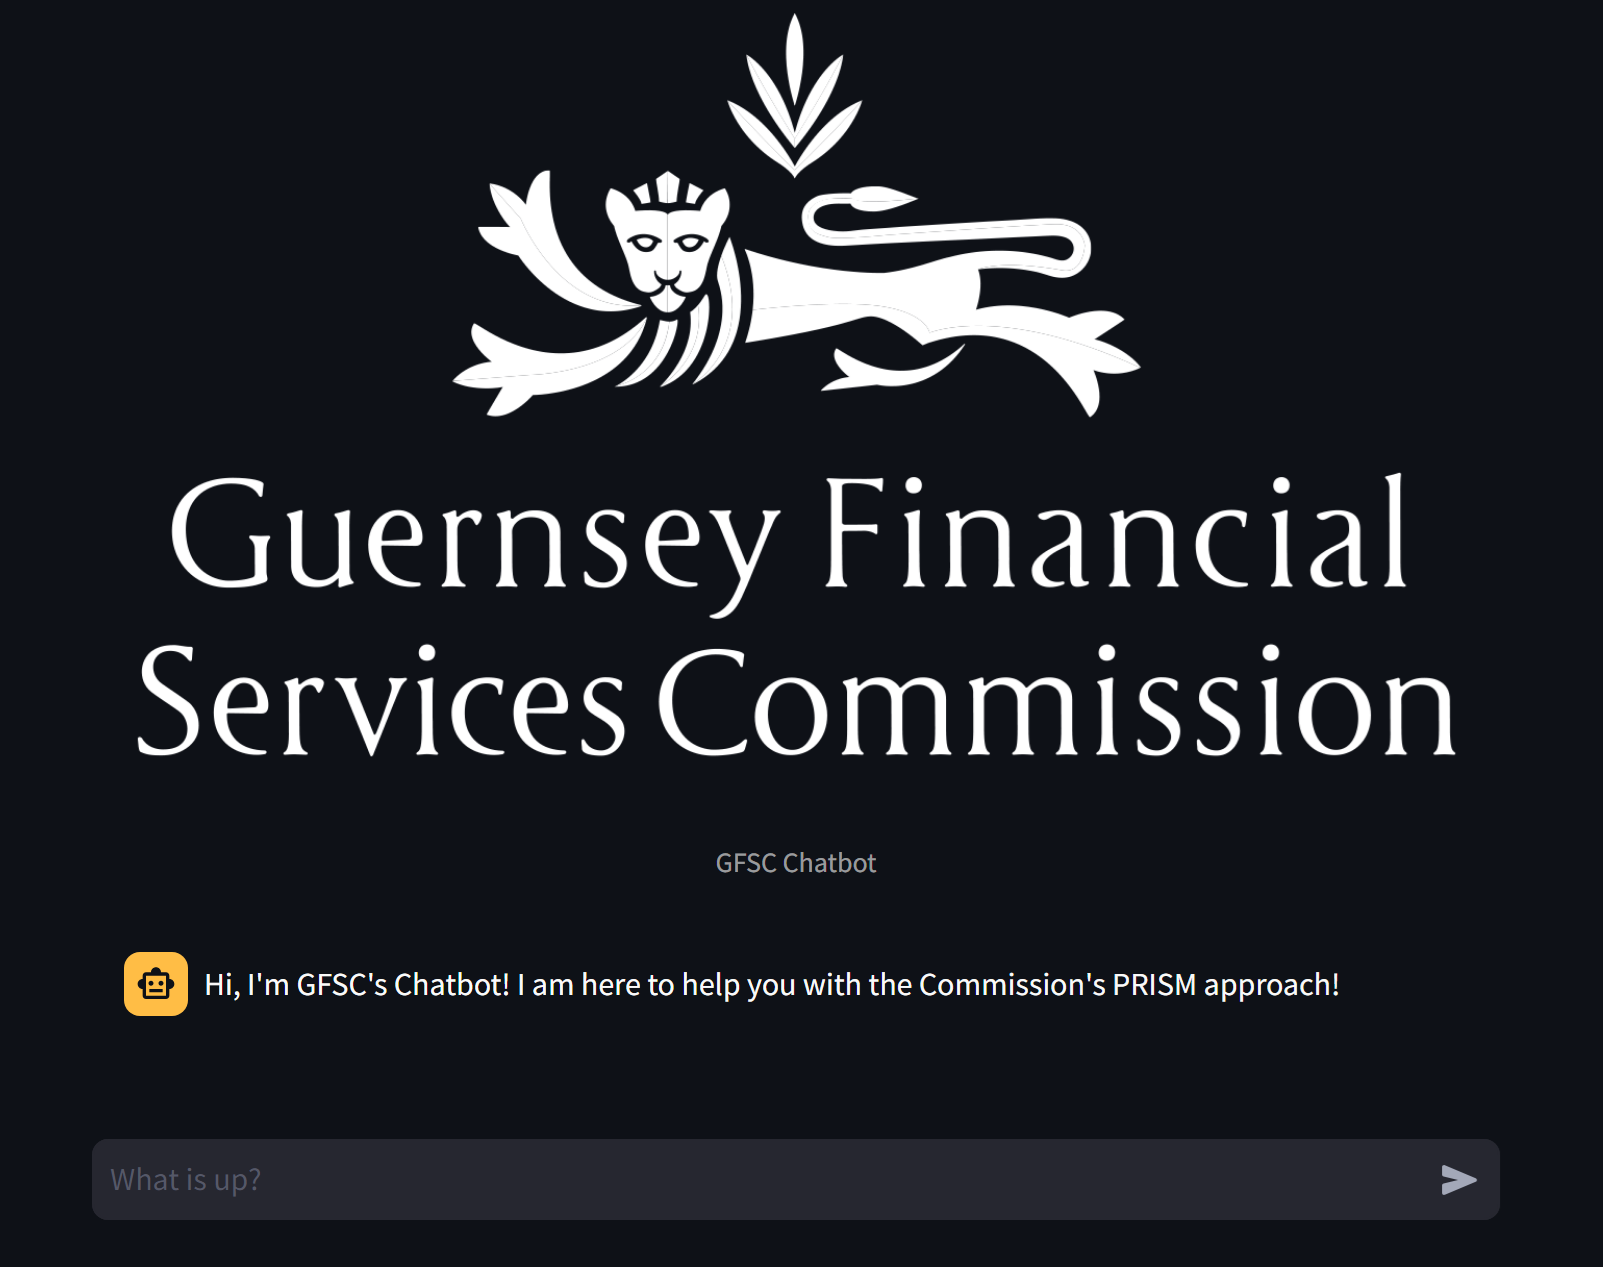 Guernsey Financial
Services Commission
GFSC Chatbot
Hi, I'm GFSC's Chatbot! I am here to help you with the Commission's PRISM approach!
What is up?